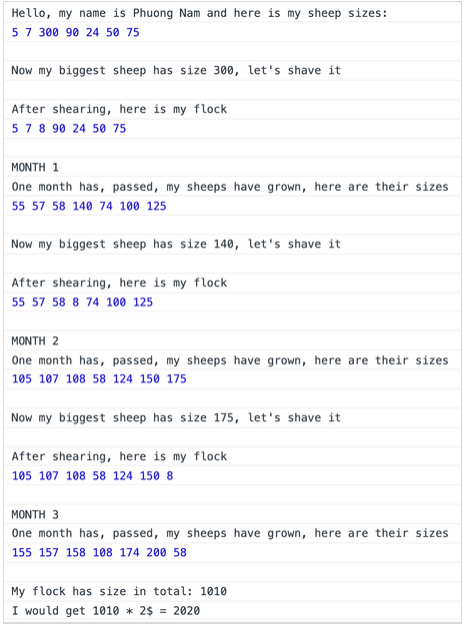 Hello, my name is Phuong Nam and here is my sheep sizes:
5 7 300 90 24 50 75
Now my biggest sheep has size 300, let's shave it
After shearing, here is my flock
5 7 8 90 24 50 75
MONTH 1
One month has, passed, my sheeps have grown, here are their sizes
55 57 58 140 74 100 125
Now my biggest sheep has size 140, let's shave it
After shearing, here is my flock
55 57 58 8 74 100 125
MONTH 2
One month has, passed, my sheeps have grown, here are their sizes
105 107 108 58 124 150 175
Now my biggest sheep has size 175, let's shave it
After shearing, here is my flock
105 107 108 58 124 150 8
MONTH 3
One month has, passed, my sheeps have grown, here are their sizes
155 157 158 108 174 200 58
My flock has size in total: 1010
I would get 1010 * 2$ = 2020